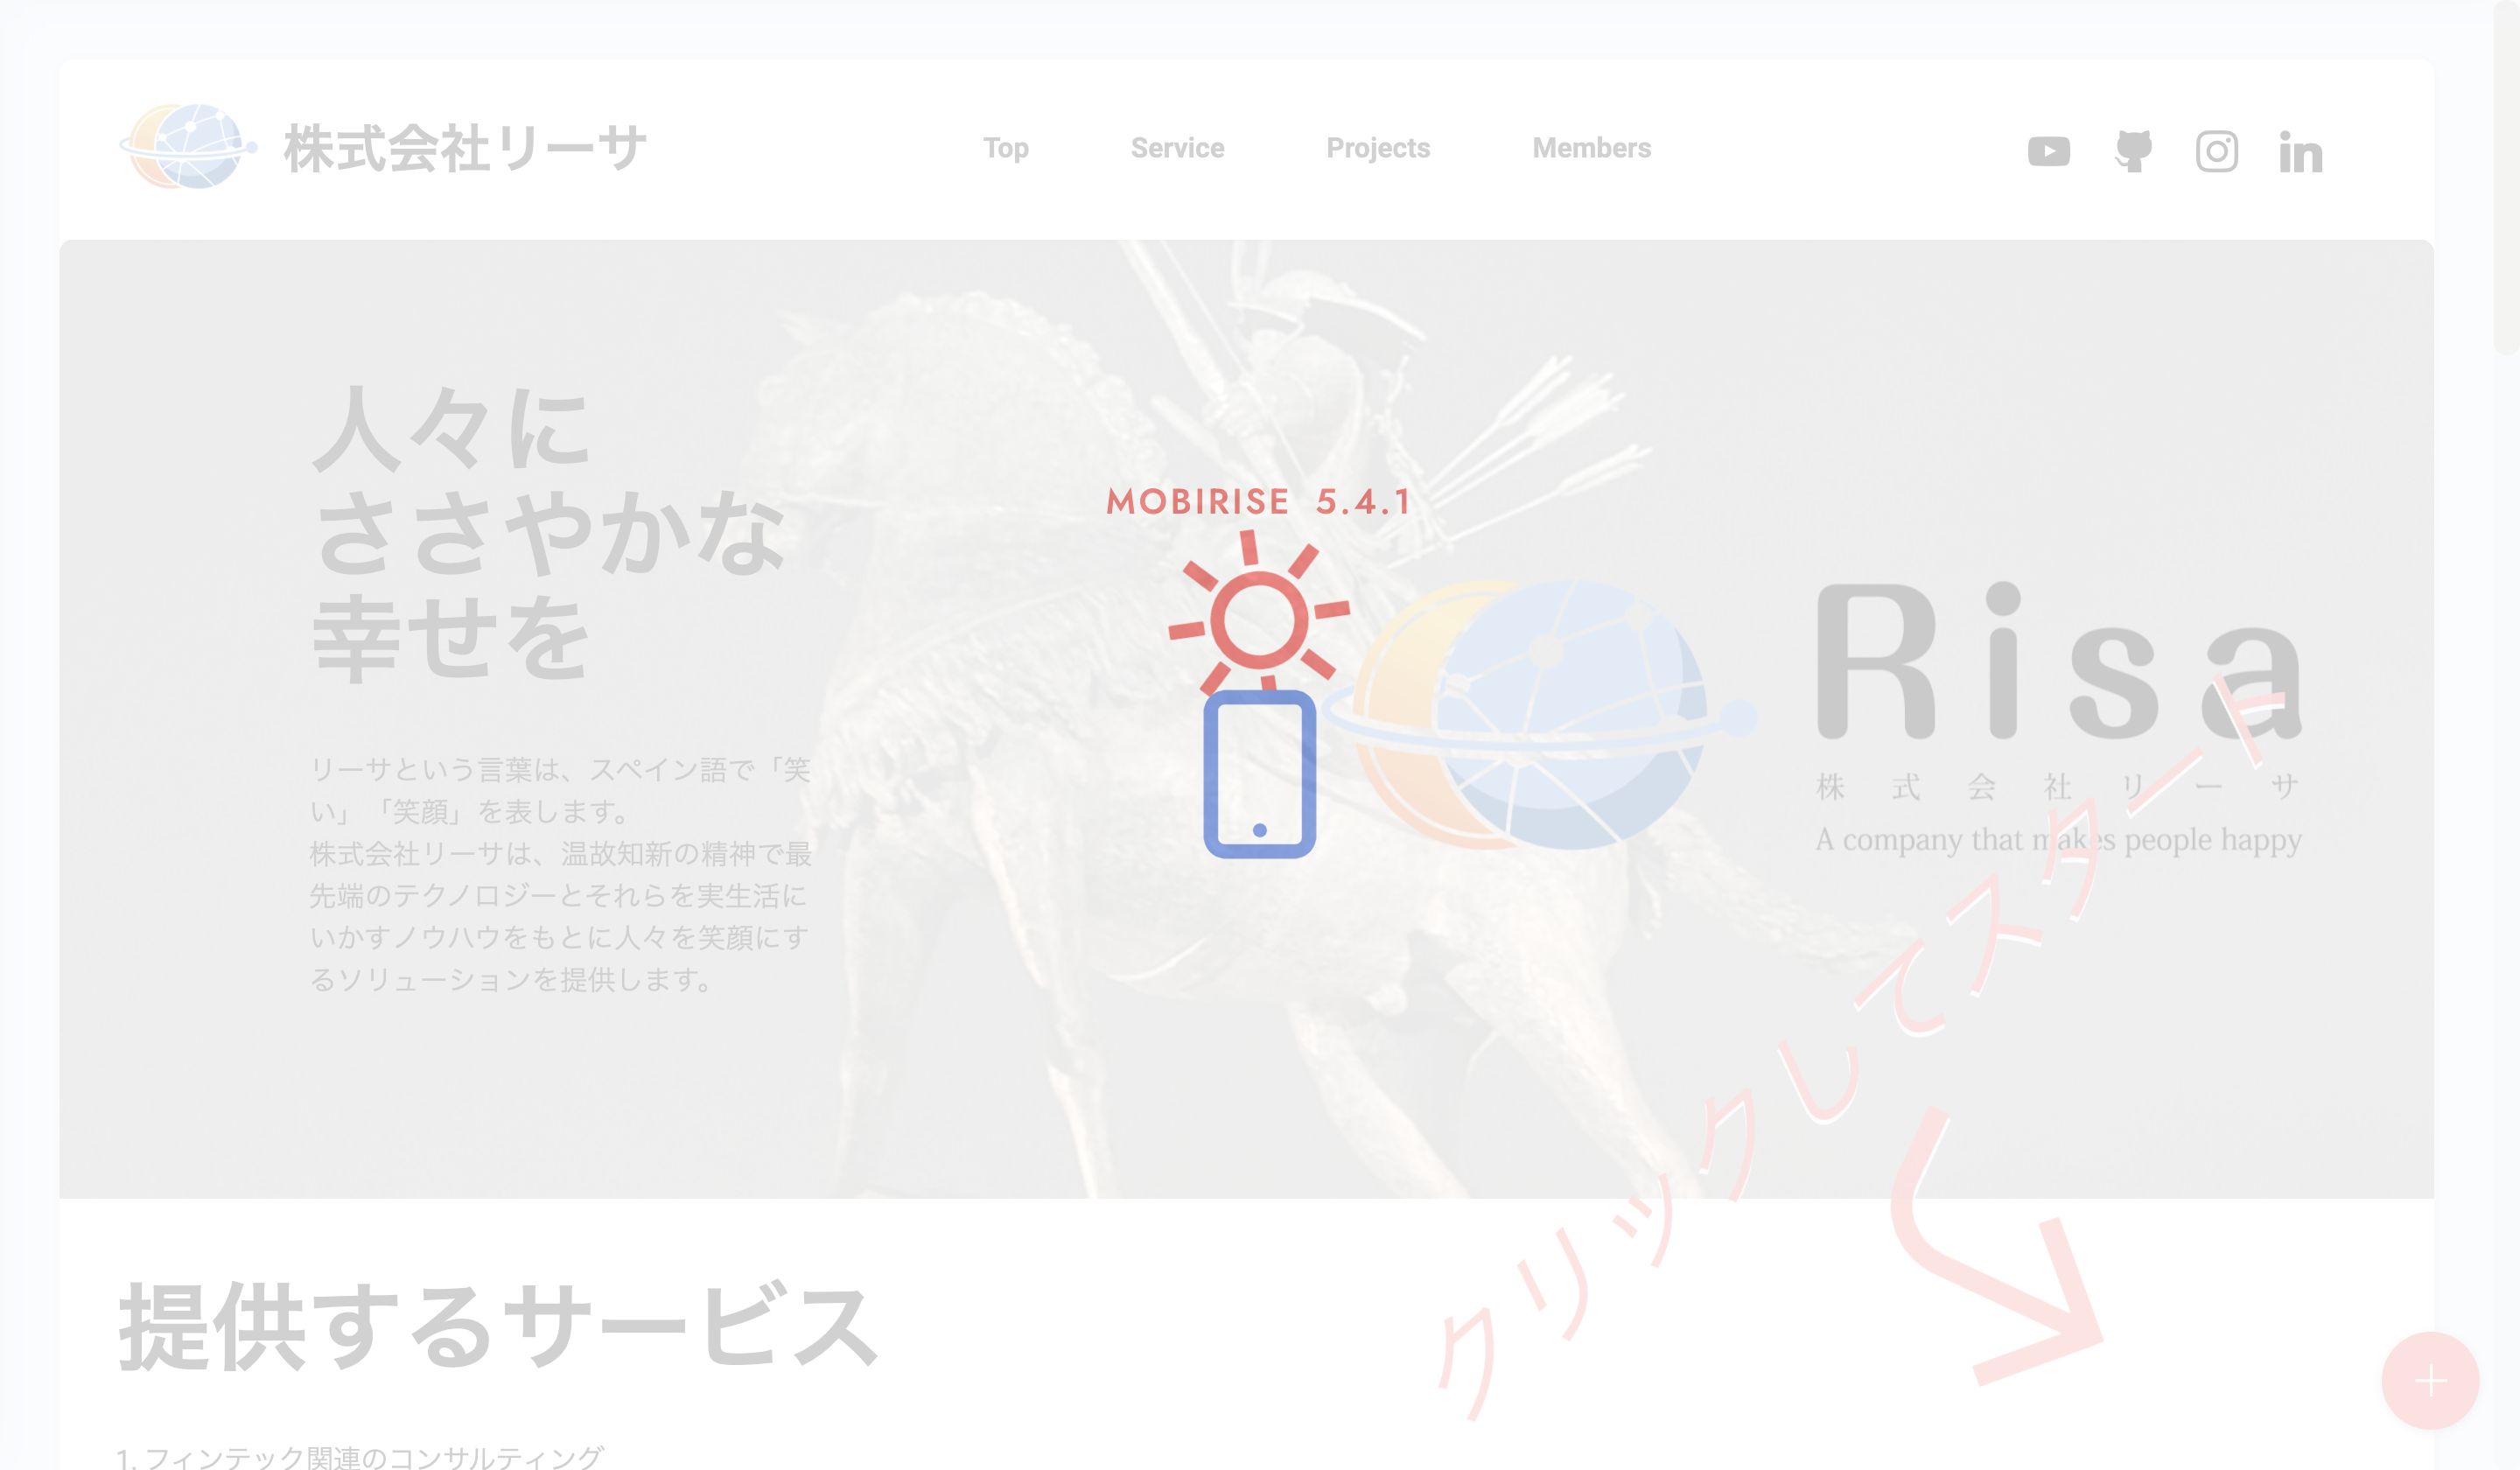 株式会社リーサ
Top
Service
Projects
Members
人々に
ささやかな
幸せを
リーサという言葉は、スペイン語で「笑
い」「笑顔」を表します。
株式会社リーサは、温故知新の精神で最
先端のテクノロジーとそれらを実生活に
いかすノウハウをもとに人々を笑顔にす
るソリューションを提供します。
MOBIRISE 5.4.1
Risa
株式会社リーサ
A company that makes people happy
クリックしてスタート
提供するサービス
1. フィンテック関連のコンサルティング